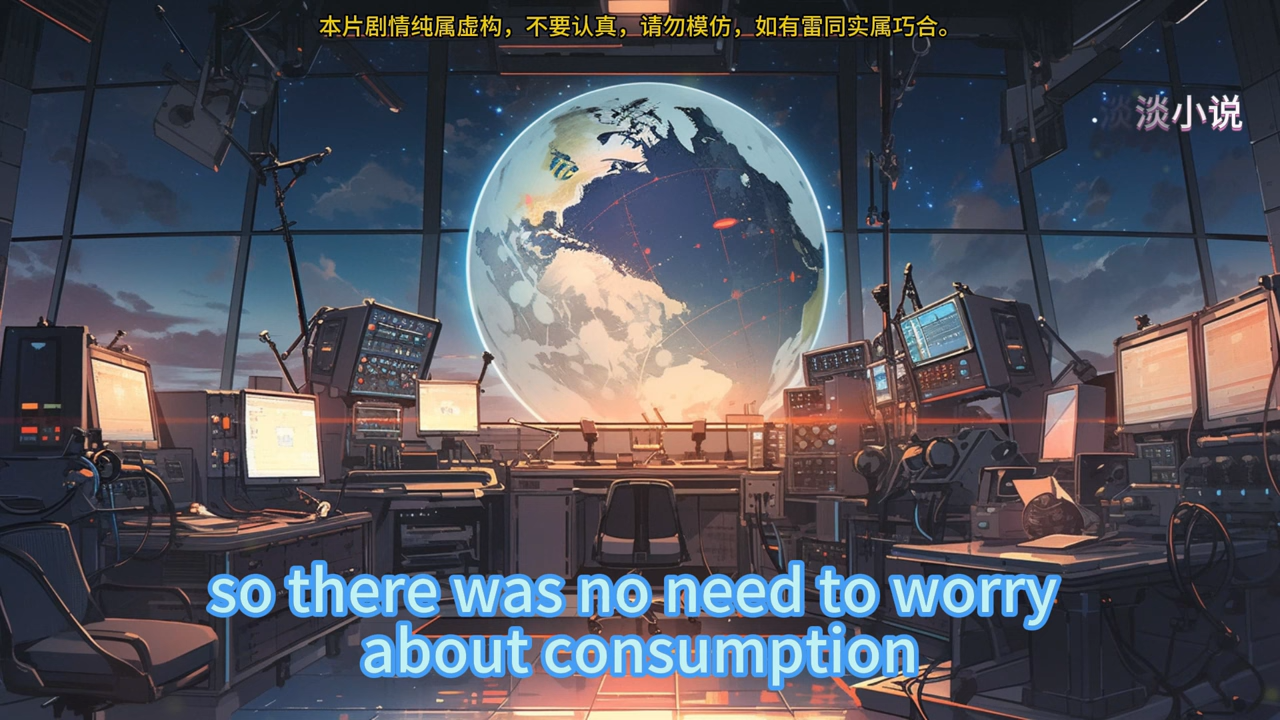 本片剧情纯属虚构，不要认真，请勿模仿，如有雷同实属巧合。
淡淡小说
so there was no need to worry
about consumption